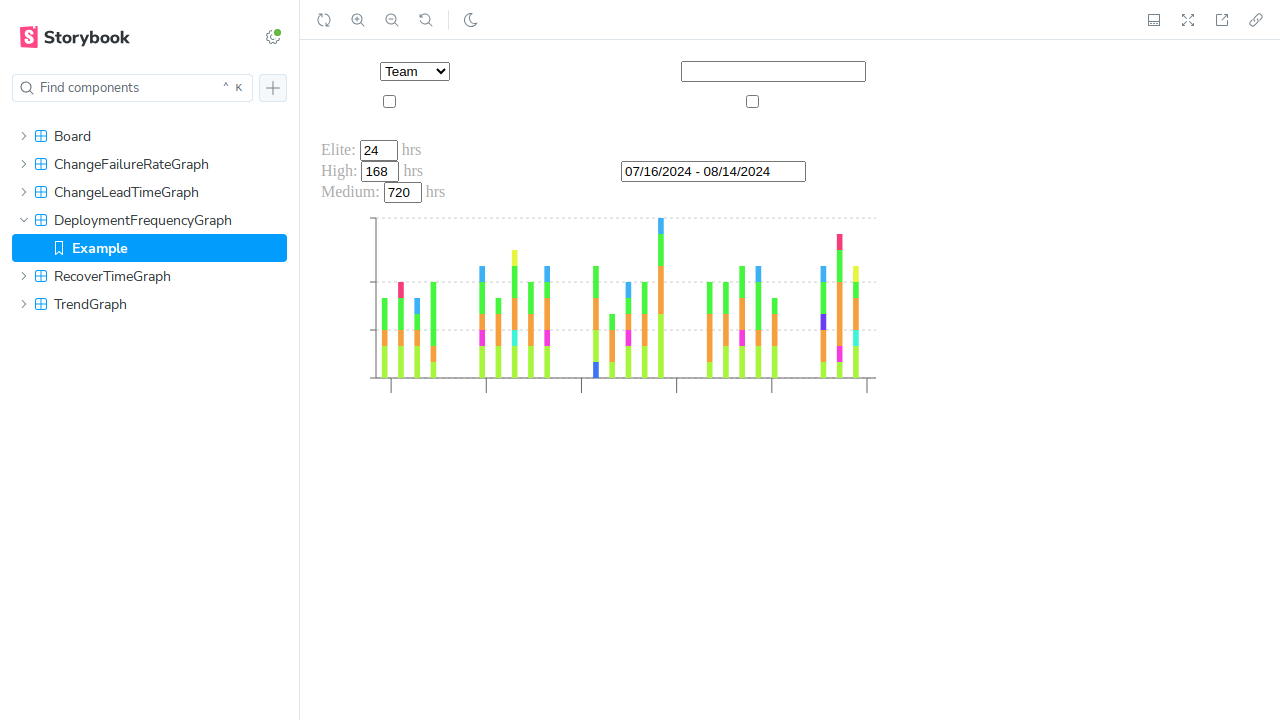 Storybook
Find components
^ K
Board
ChangeFailureRateGraph
ChangeLeadTimeGraph
DeploymentFrequencyGraph
Example
RecoverTimeGraph
TrendGraph
Team
Elite: 24 hrs
High: 168 hrs
07/16/2024 - 08/14/2024
Medium: 720 hrs